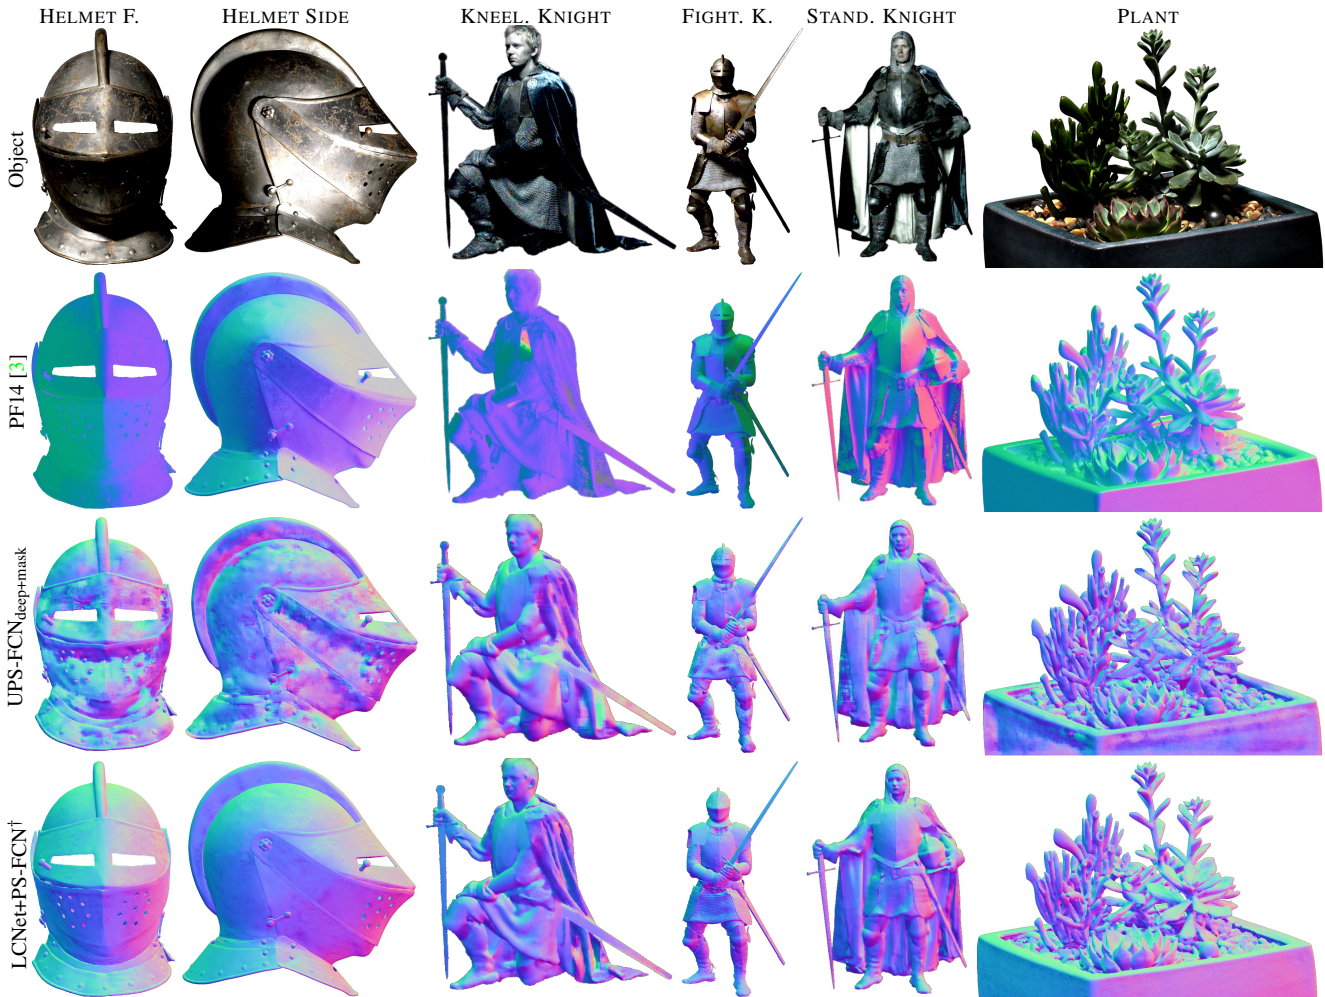 HELMET F.
HELMET SIDE
KNEEL. KNIGHT
FIGHT. K.
STAND. KNIGHT
PLANT
Object
PF14 [3]
UPS-FCNdeep+mask
LCNet+PS-FCN†